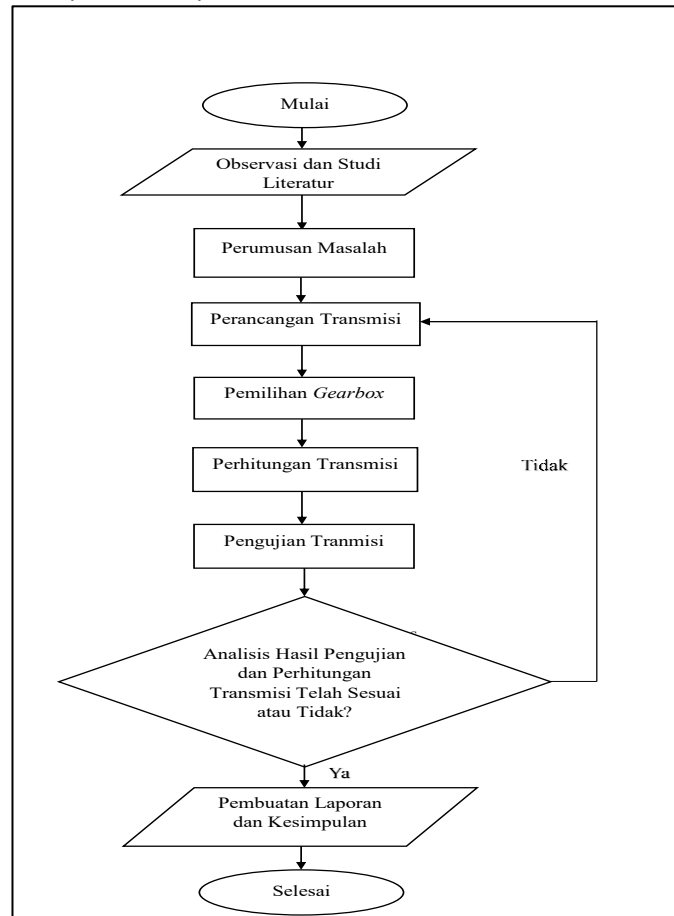 Mulai
Observasi dan Studi
Literatur
Perumusan Masalah
Perancangan Transmisi
Pemilihan Gearbox
Perhitungan Transmisi
Tidak
Pengujian Tranmisi
Analisis Hasil Pengujian
dan Perhitungan
Transmisi Telah Sesuai
atau Tidak?
Ya
Pembuatan Laporan
dan Kesimpulan
Selesai